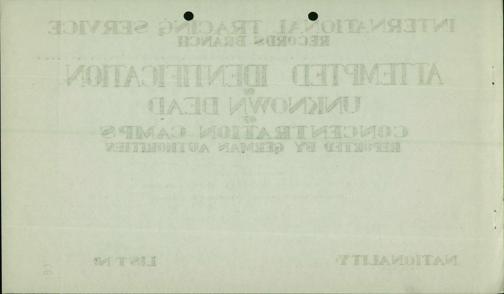 INTERNATIONAL TRACING SERVICE
RECORDS BRANCH
ATTEMPTED IDENTIFICATION
OF
UNKNOWN DEAD
OF
CONCENTRATION CAMPS
REPORTED BY GERMAN AUTHORITIES
NATIONALITY LIST Nº